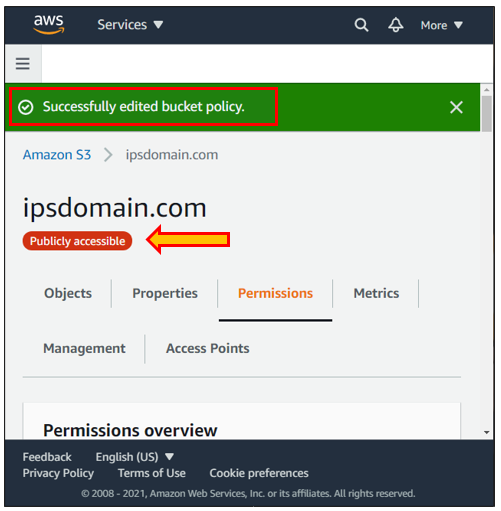 aws
Services
More
Successfully edited bucket policy.
Amazon S3 ipsdomain.com
ipsdomain.com
Publicly accessible
Objects Properties Permissions Metrics
Management Access Points
Permissions overview
Feedback English (US)
Privacy Policy Terms of Use Cookie preferences
© 2008 - 2021, Amazon Web Services, Inc. or its affiliates. All rights reserved.